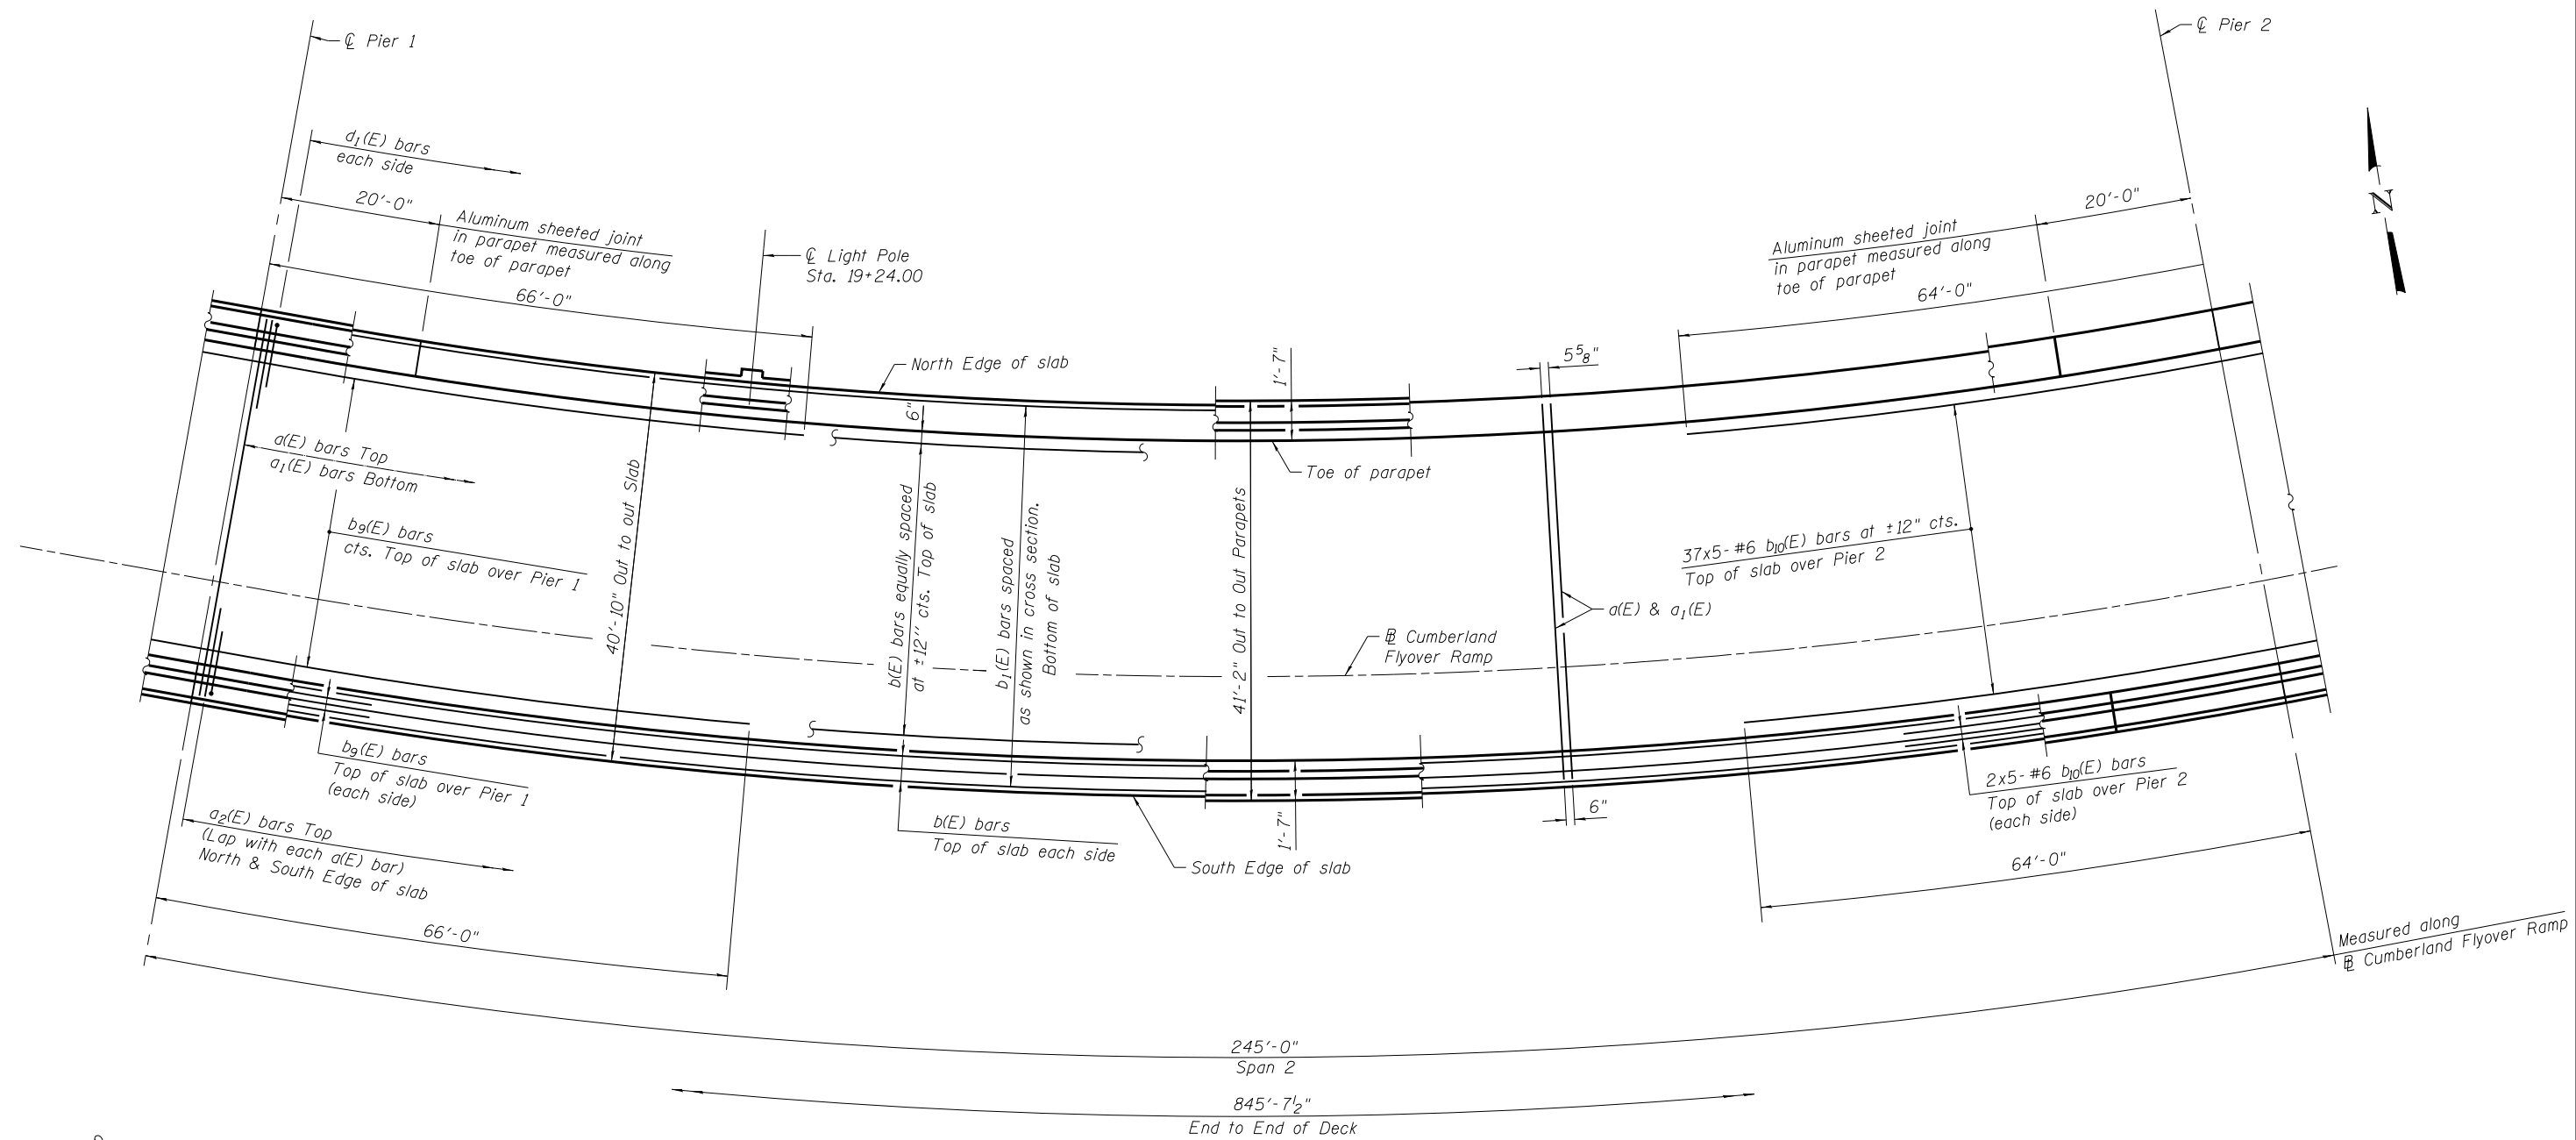 ℄ Pier 1
℄ Pier 2
d1(E) bars
each side
20'-0"
Aluminum sheeted joint
in parapet measured along
toe of parapet
66'-0"
℄ Light Pole
Sta. 19+24.00
North Edge of slab
1'-7"
5 5/8"
Aluminum sheeted joint
in parapet measured along
toe of parapet
20'-0"
64'-0"
N
a(E) bars Top
a1(E) bars Bottom
b9(E) bars
cts. Top of slab over Pier 1
40'-10" Out to out Slab
6"
b(E) bars equally spaced
at ±12" cts. Top of slab
b1(E) bars spaced
as shown in cross section.
Bottom of slab
41'-2" Out to Out Parapets
Toe of parapet
a(E) & a1(E)
37x5-#6 b10(E) bars at ±12" cts.
Top of slab over Pier 2
℄ Cumberland
Flyover Ramp
b9(E) bars
Top of slab over Pier 1
(each side)
a2(E) bars Top
(Lap with each a(E) bar)
North & South Edge of slab
b(E) bars
Top of slab each side
South Edge of slab
1'-7"
6"
2x5-#6 b10(E) bars
Top of slab over Pier 2
(each side)
64'-0"
66'-0"
Measured along
℄ Cumberland Flyover Ramp
245'-0"
Span 2
845'-7 1/2"
End to End of Deck